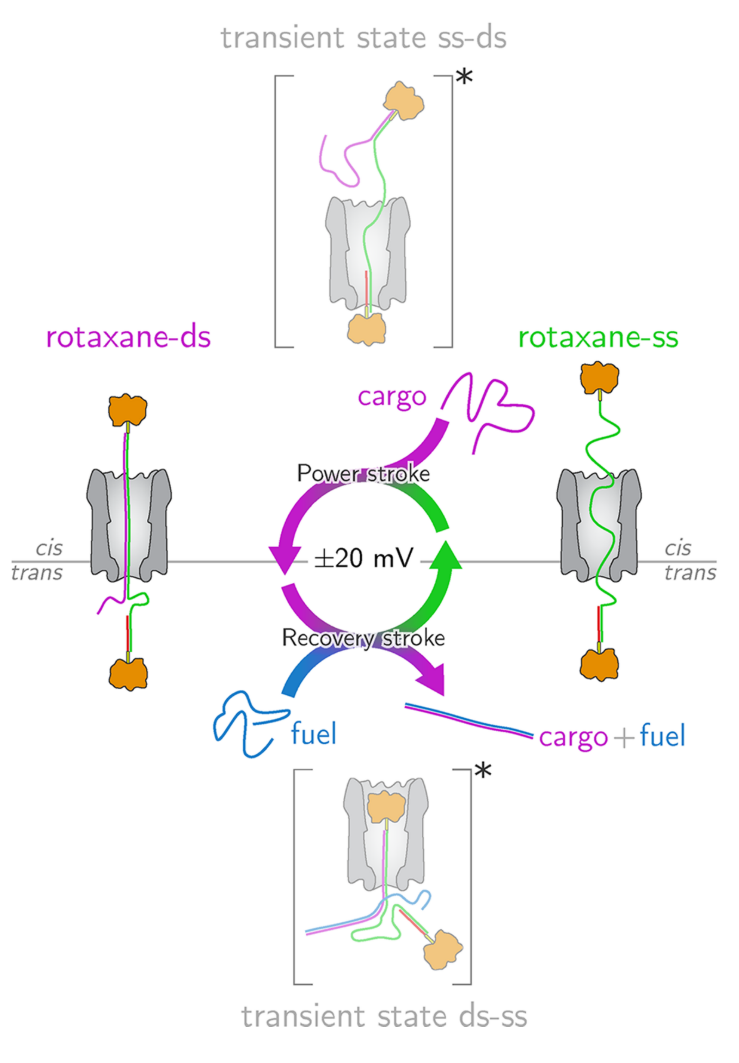 transient state ss-ds
*
rotaxane-ds
rotaxane-ss
cargo
Power stroke
cis
trans
±20 mV
cis
trans
Recovery stroke
fuel
cargo+fuel
*
transient state ds-ss